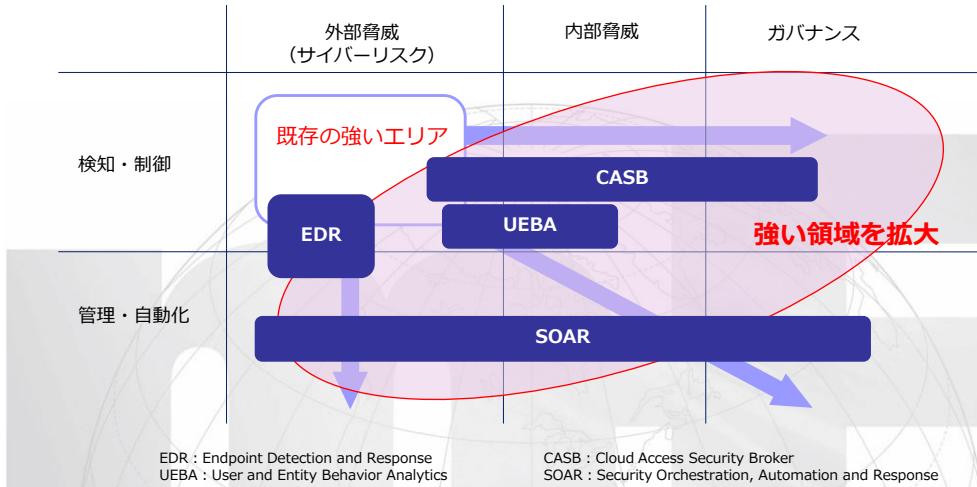 外部脅威
(サイバーリスク)
内部脅威
ガバナンス
検知・制御
既存の強いエリア
CASB
UEBA
EDR
強い領域を拡大
管理・自動化
SOAR
EDR：Endpoint Detection and Response
CASB：Cloud Access Security Broker
UEBA：User and Entity Behavior Analytics
SOAR：Security Orchestration, Automation and Response